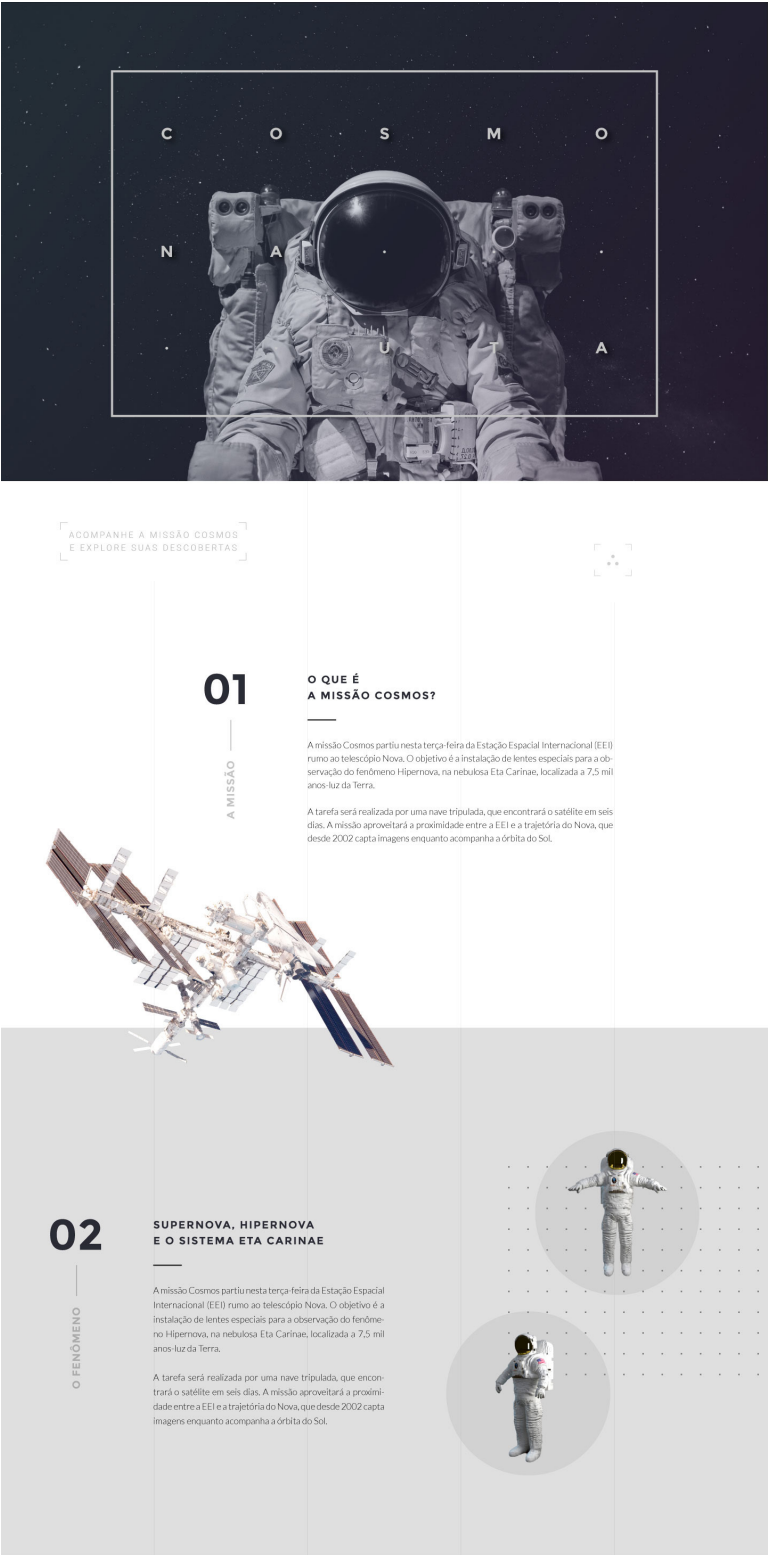 C O S M O
N A
U T A
ACOMPANHE A MISSÃO COSMOS
E EXPLORE SUAS DESCOBERTAS
01
A MISSÃO
O QUE É
A MISSÃO COSMOS?
A missão Cosmos partiu nesta terça-feira da Estação Espacial Internacional (EEI)
rumo ao telescópio Nova. O objetivo é a instalação de lentes especiais para a ob-
servação do fenômeno Hipernova, na nebulosa Eta Carinae, localizada a 7,5 mil
anos-luz da Terra.
A tarefa será realizada por uma nave tripulada, que encontrará o satélite em seis
dias. A missão aproveitará a proximidade entre a EEI e a trajetória do Nova, que
desde 2002 capta imagens enquanto acompanha a órbita do Sol.
02
O FENÔMENO
SUPERNOVA, HIPERNOVA
E O SISTEMA ETA CARINAE
A missão Cosmos partiu nesta terça-feira da Estação Espacial
Internacional (EEI) rumo ao telescópio Nova. O objetivo é a
instalação de lentes especiais para a observação do fenôme-
no Hipernova, na nebulosa Eta Carinae, localizada a 7,5 mil
anos-luz da Terra.
A tarefa será realizada por uma nave tripulada, que encon-
trará o satélite em seis dias. A missão aproveitará a proximi-
dade entre a EEI e a trajetória do Nova, que desde 2002 capta
imagens enquanto acompanha a órbita do Sol.